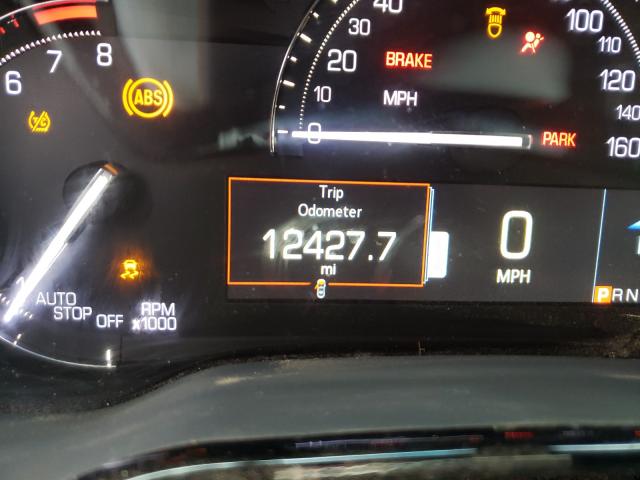 6 7 8
ABS
AUTO
STOP OFF
RPM
x1000
40
30
20
10
0
BRAKE
MPH
PARK
100
110
120
140
160
Trip
Odometer
12427.7
mi
0
MPH
PRN